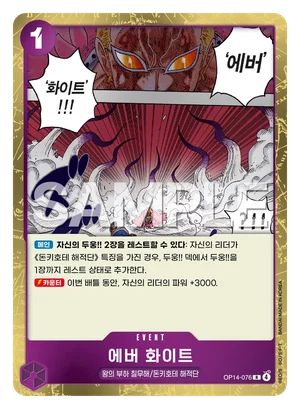 1
'에버'
'화이트'
!!!
SAMPLE
!!!
메인 자신의 두웅!! 2장을 레스트할 수 있다: 자신의 리더가
《돈키호테 해적단》 특징을 가진 경우, 두웅!! 덱에서 두웅!!을
1장까지 레스트 상태로 추가한다.
카운터 이번 배틀 동안, 자신의 리더의 파워 +3000.
EVENT
에버 화이트
왕의 부하 칠무해/돈키호테 해적단
OP14-076 R